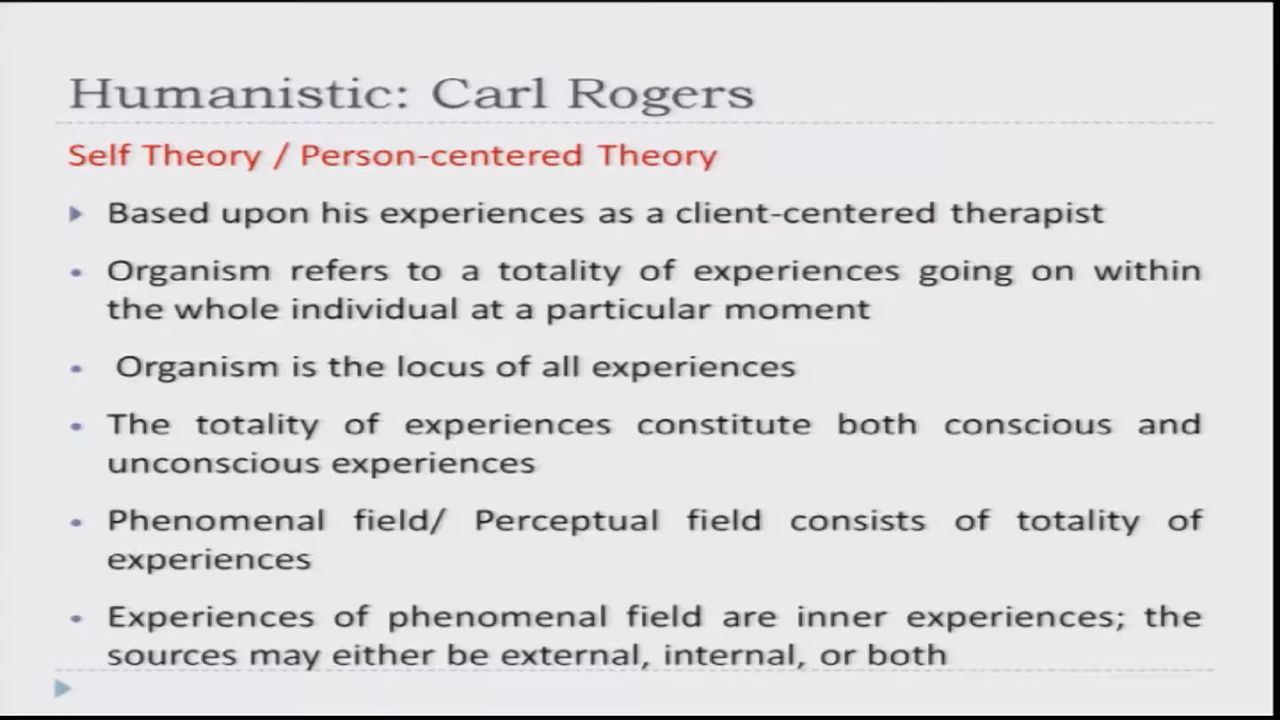 Humanistic: Carl Rogers
Self Theory / Person-centered Theory
Based upon his experiences as a client-centered therapist
Organism refers to a totality of experiences going on within
the whole individual at a particular moment
Organism is the locus of all experiences
The totality of experiences constitute both conscious and
unconscious experiences
Phenomenal field/ Perceptual field consists of totality of
experiences
Experiences of phenomenal field are inner experiences; the
sources may either be external, internal, or both